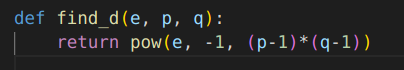 def find_d(e, p, q):
    return pow(e, -1, (p-1)*(q-1))